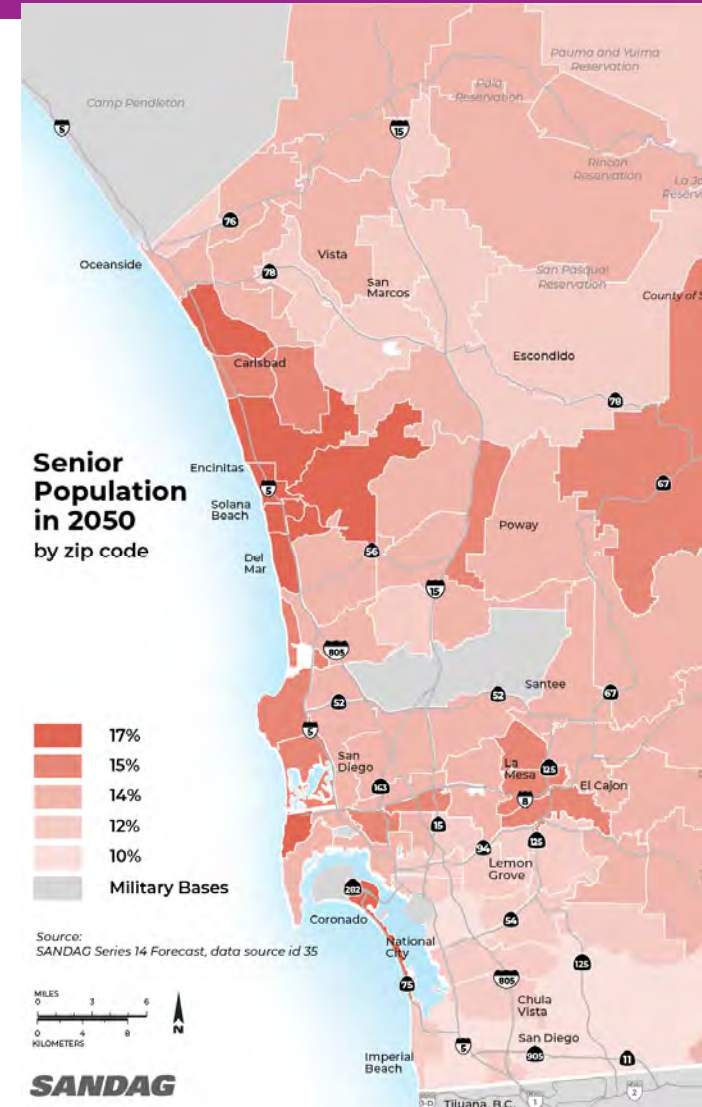 Pauma and Yuima
Reservation
Pala
Reservation
Camp Pendleton
5
15
Rincon
Reservation
La Jo
Reserv
76
Oceanside
Vista
78
San
Marcos
San Pasqual
Reservation
County of S
Escondido
Carlsbad
78
Senior
Population
in 2050
by zip code
Encinitas
5
67
Solana
Beach
Poway
Del
Mar
56
15
805
Santee
52
52
67
17%
15%
14%
12%
10%
Military Bases
5
San
Diego
La
Mesa
125
El Cajon
163
8
15
94
125
Lemon
Grove
282
Coronado
54
National
City
Source:
SANDAG Series 14 Forecast, data source id 35
125
805
75
MILES
0 3 6
0 4 8
KILOMETERS
N
Chula
Vista
San Diego
5
905
11
Imperial
Beach
SANDAG
Tijuana, B.C.
3-D
1
2